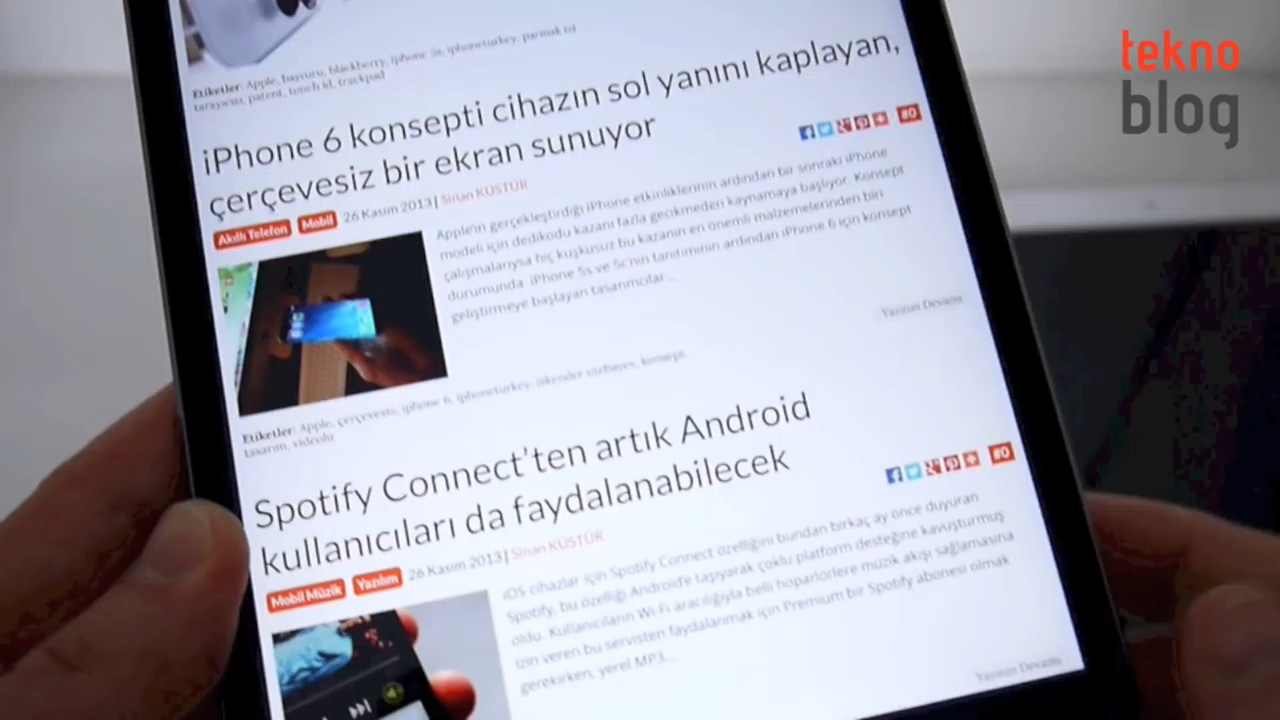 tekno
blog
Etiketler: Apple, başvuru, blackberry, iphone 5s, iphoneturkey, parmak izi
tarayıcısı, patent, touch id, trackpad
iPhone 6 konsepti cihazın sol yanını kaplayan,
çerçevesiz bir ekran sunuyor
#0
Akıllı Telefon Mobil 26 Kasım 2013 | Sinan KÜSTÜR
Apple'ın gerçekleştirdiği iPhone etkinliklerinin ardından bir sonraki iPhone
modeli için dedikodu kazanı fazla gecikmeden kaynamaya başlıyor. Konsept
çalışmalarıysa hiç kuşkusuz bu kazanın en önemli malzemelerinden biri
durumunda. iPhone 5s ve 5c'nin tanıtımının ardından iPhone 6 için konsept
geliştirmeye başlayan tasarımcılar...
Yazının Devamı
Etiketler: Apple, çerçevesiz, iphone 6, iphoneturkey, iskender utebayev, konsept,
tasarım, videolu
Spotify Connect'ten artık Android
kullanıcıları da faydalanabilecek
#0
Mobil Müzik Yazılım 26 Kasım 2013 | Sinan KÜSTÜR
iOS cihazlar için Spotify Connect özelliğini bundan birkaç ay önce duyuran
Spotify, bu özelliği Android'e taşıyarak çoklu platform desteğine kavuşturmuş
oldu. Kullanıcıların Wi-Fi aracılığıyla belli hoparlörlere müzik akışı sağlamasına
izin veren bu servisten faydalanmak için Premium bir Spotify abonesi olmak
gerekirken, yerel MP3...
Yazının Devamı